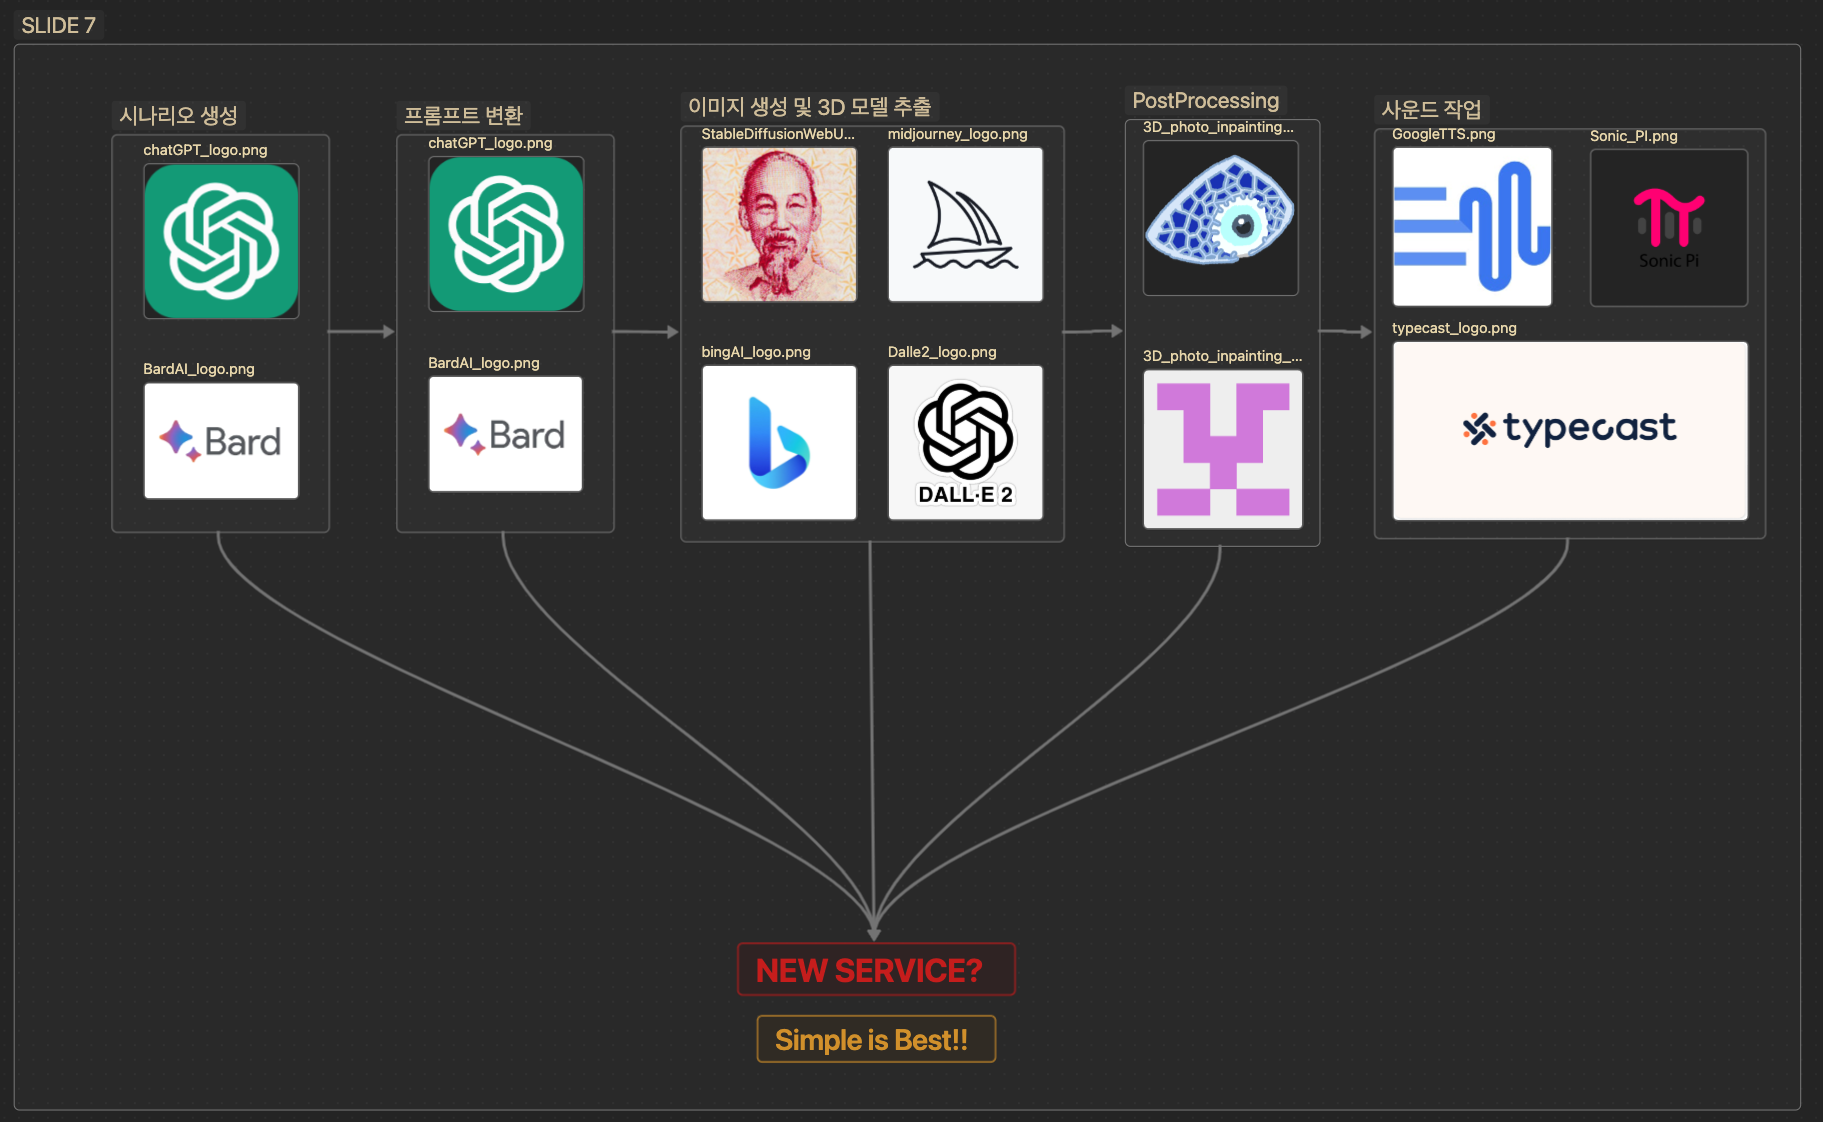 SLIDE 7
시나리오 생성
chatGPT_logo.png
BardAI_logo.png
Bard
프롬프트 변환
chatGPT_logo.png
BardAI_logo.png
Bard
이미지 생성 및 3D 모델 추출
StableDiffusionWebU...
midjourney_logo.png
bingAI_logo.png
Dalle2_logo.png
DALL·E 2
PostProcessing
3D_photo_inpainting...
3D_photo_inpainting_...
사운드 작업
GoogleTTS.png
Sonic_PI.png
Sonic Pi
typecast_logo.png
typecast
NEW SERVICE?
Simple is Best!!